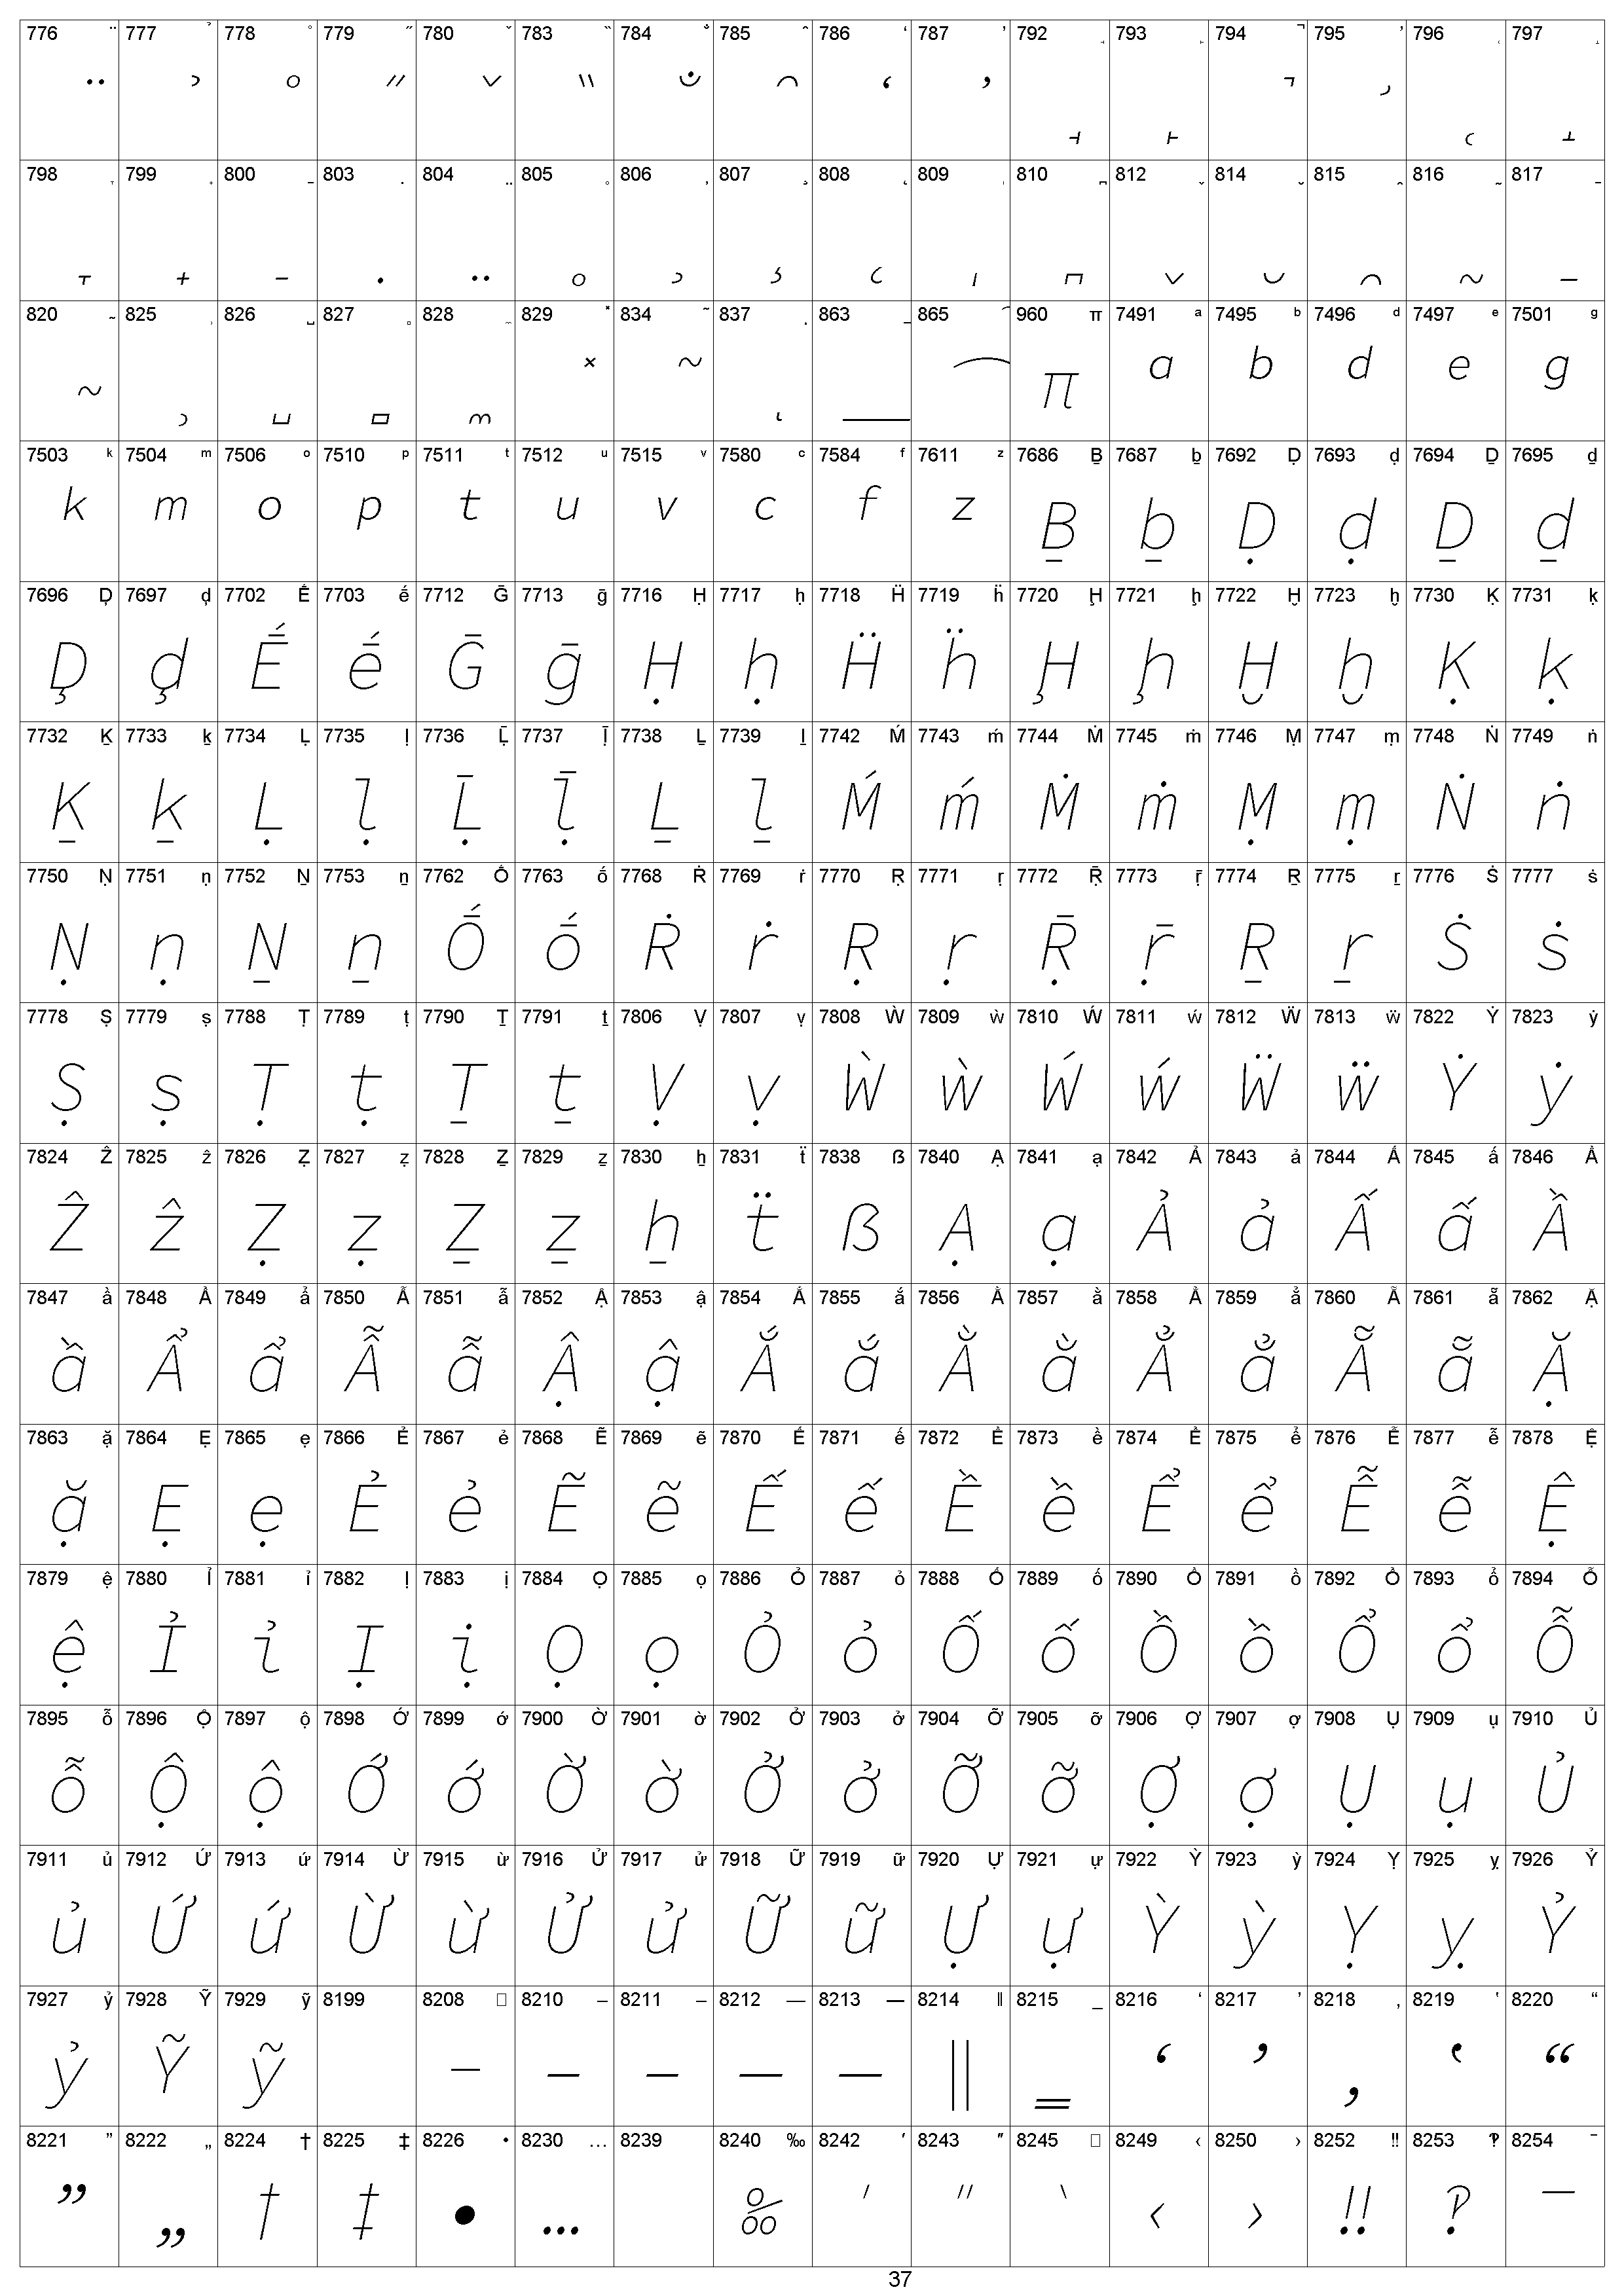 776 ̈ 777 ̉ 778 ̊ 779 ̋ 780 ̌ 783 ̏ 784 ̐ 785 ̑ 786 ̒ 787 ̓ 792 ̘ 793 ̙ 794 ̚ 795 ̛ 796 ̜ 797 ̝
̈ ̉ ̊ ̋ ̌ ̏ ̐ ̑ ̒ ̓ ̘ ̙ ̚ ̛ ̜ ̝
798 ̞ 799 ̟ 800 ̠ 803 ̣ 804 ̤ 805 ̥ 806 ̦ 807 ̧ 808 ̨ 809 ̩ 810 ̪ 812 ̬ 814 ̮ 815 ̯ 816 ̰ 817 ̱
̞ ̟ ̠ ̣ ̤ ̥ ̦ ̧ ̨ ̩ ̪ ̬ ̮ ̯ ̰ ̱
820 ̴ 825 ̹ 826 ̺ 827 ̻ 828 ̼ 829 ̽ 834 ͂ 837 ͅ 863 ͟ 865 ͡ 960 π 7491 ᵃ 7495 ᵇ 7496 ᵈ 7497 ᵉ 7501 ᵍ
̴ ̹ ̺ ̻ ̼ ̽ ͂ ͅ ͟ ͡ π ᵃ ᵇ ᵈ ᵉ ᵍ
7503 ᵏ 7504 ᵐ 7506 ᵒ 7510 ᵖ 7511 ᵗ 7512 ᵘ 7515 ᵛ 7580 ᶜ 7584 ᶠ 7611 ᶻ 7686 Ḇ 7687 ḇ 7692 Ḍ 7693 ḍ 7694 Ḏ 7695 ḏ
ᵏ ᵐ ᵒ ᵖ ᵗ ᵘ ᵛ ᶜ ᶠ ᶻ Ḇ ḇ Ḍ ḍ Ḏ ḏ
7696 Ḑ 7697 ḑ 7702 Ḗ 7703 ḗ 7712 Ḡ 7713 ḡ 7716 Ḥ 7717 ḥ 7718 Ḧ 7719 ḧ 7720 Ḩ 7721 ḩ 7722 Ḫ 7723 ḫ 7730 Ḳ 7731 ḳ
Ḑ ḑ Ḗ ḗ Ḡ ḡ Ḥ ḥ Ḧ ḧ Ḩ ḩ Ḫ ḫ Ḳ ḳ
7732 Ḵ 7733 ḵ 7734 Ḷ 7735 ḷ 7736 Ḹ 7737 ḹ 7738 Ḻ 7739 ḻ 7742 Ḿ 7743 ḿ 7744 Ṁ 7745 ṁ 7746 Ṃ 7747 ṃ 7748 Ṅ 7749 ṅ
Ḵ ḵ Ḷ ḷ Ḹ ḹ Ḻ ḻ Ḿ ḿ Ṁ ṁ Ṃ ṃ Ṅ ṅ
7750 Ṇ 7751 ṇ 7752 Ṉ 7753 ṉ 7762 Ṓ 7763 ṓ 7768 Ṙ 7769 ṙ 7770 Ṛ 7771 ṛ 7772 Ṝ 7773 ṝ 7774 Ṟ 7775 ṟ 7776 Ṡ 7777 ṡ
Ṇ ṇ Ṉ ṉ Ṓ ṓ Ṙ ṙ Ṛ ṛ Ṝ ṝ Ṟ ṟ Ṡ ṡ
7778 Ṣ 7779 ṣ 7788 Ṭ 7789 ṭ 7790 Ṯ 7791 ṯ 7806 Ṿ 7807 ṿ 7808 Ẁ 7809 ẁ 7810 Ẃ 7811 ẃ 7812 Ẅ 7813 ẅ 7822 Ẏ 7823 ẏ
Ṣ ṣ Ṭ ṭ Ṯ ṯ Ṿ ṿ Ẁ ẁ Ẃ ẃ Ẅ ẅ Ẏ ẏ
7824 Ẑ 7825 ẑ 7826 Ẓ 7827 ẓ 7828 Ẕ 7829 ẕ 7830 ẖ 7831 ẗ 7838 ẞ 7840 Ạ 7841 ạ 7842 Ả 7843 ả 7844 Ấ 7845 ấ 7846 Ầ
Ẑ ẑ Ẓ ẓ Ẕ ẕ ẖ ẗ ẞ Ạ ạ Ả ả Ấ ấ Ầ
7847 ầ 7848 Ẩ 7849 ẩ 7850 Ẫ 7851 ẫ 7852 Ậ 7853 ậ 7854 Ắ 7855 ắ 7856 Ằ 7857 ằ 7858 Ẳ 7859 ẳ 7860 Ẵ 7861 ẵ 7862 Ặ
ầ Ẩ ẩ Ẫ ẫ Ậ ậ Ắ ắ Ằ ằ Ẳ ẳ Ẵ ẵ Ặ
7863 ặ 7864 Ẹ 7865 ẹ 7866 Ẻ 7867 ẻ 7868 Ẽ 7869 ẽ 7870 Ế 7871 ế 7872 Ề 7873 ề 7874 Ể 7875 ể 7876 Ễ 7877 ễ 7878 Ệ
ặ Ẹ ẹ Ẻ ẻ Ẽ ẽ Ế ế Ề ề Ể ể Ễ ễ Ệ
7879 ệ 7880 Ỉ 7881 ỉ 7882 Ị 7883 ị 7884 Ọ 7885 ọ 7886 Ỏ 7887 ỏ 7888 Ố 7889 ố 7890 Ồ 7891 ồ 7892 Ổ 7893 ổ 7894 Ỗ
ệ Ỉ ỉ Ị ị Ọ ọ Ỏ ỏ Ố ố Ồ ồ Ổ ổ Ỗ
7895 ỗ 7896 Ộ 7897 ộ 7898 Ớ 7899 ớ 7900 Ờ 7901 ờ 7902 Ở 7903 ở 7904 Ỡ 7905 ỡ 7906 Ợ 7907 ợ 7908 Ụ 7909 ụ 7910 Ủ
ỗ Ộ ộ Ớ ớ Ờ ờ Ở ở Ỡ ỡ Ợ ợ Ụ ụ Ủ
7911 ủ 7912 Ứ 7913 ứ 7914 Ừ 7915 ừ 7916 Ử 7917 ử 7918 Ữ 7919 ữ 7920 Ự 7921 ự 7922 Ỳ 7923 ỳ 7924 Ỵ 7925 ỵ 7926 Ỷ
ủ Ứ ứ Ừ ừ Ử ử Ữ ữ Ự ự Ỳ ỳ Ỵ ỵ Ỷ
7927 ỷ 7928 Ỹ 7929 ỹ 8199 8208 □ 8210 ‒ 8211 – 8212 — 8213 ― 8214 ‖ 8215 _ 8216 ‘ 8217 ’ 8218 ‚ 8219 ‛ 8220 “
ỷ Ỹ ỹ ‐ ‒ – — ― ‖ ‗ ‘ ’ ‚ ‛ “
8221 ” 8222 „ 8224 † 8225 ‡ 8226 • 8230 … 8239 8240 ‰ 8242 ′ 8243 ″ 8245 □ 8249 ‹ 8250 › 8252 ‼ 8253 ‽ 8254 ‾
” „ † ‡ • … ‰ ′ ″ ‵ ‹ › ‼ ‽ ‾
37